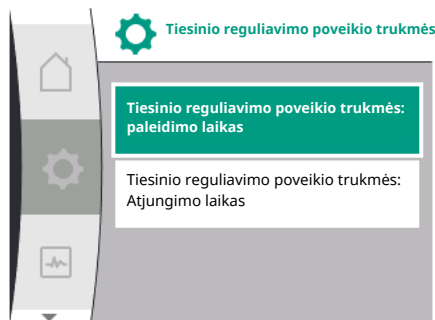 Tiesinio reguliavimo poveikio trukmės
Tiesinio reguliavimo poveikio trukmės:
paleidimo laikas
Tiesinio reguliavimo poveikio trukmės:
Atjungimo laikas